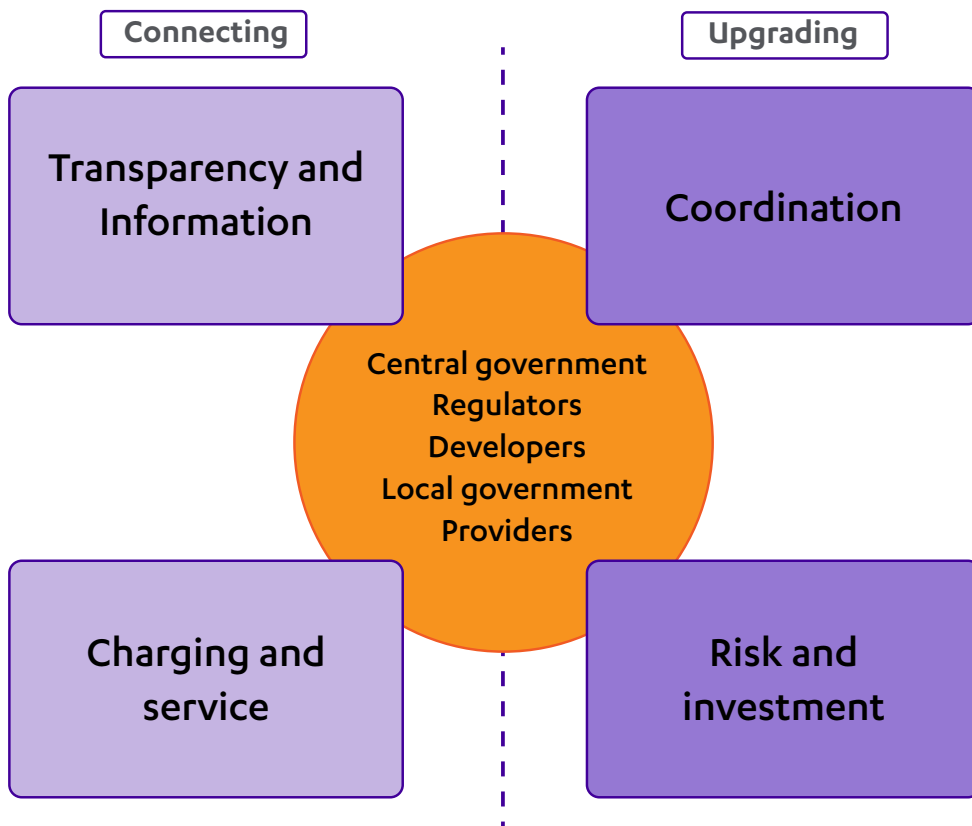 Connecting
Upgrading
Transparency and
Information
Coordination
Central government
Regulators
Developers
Local government
Providers
Charging and
service
Risk and
investment